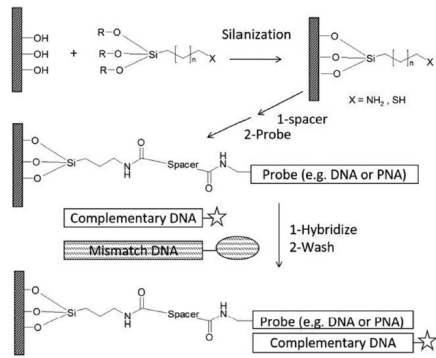 OH
OH
OH
+
R-O
R-O
R-O
Si
n
X
Silanization
O
O
O
Si
n
X
X = NH2 , SH
1-spacer
2-Probe
O
O
O
Si
N
H
O
Spacer
O
H
N
Probe (e.g. DNA or PNA)
Complementary DNA
Mismatch DNA
1-Hybridize
2-Wash
O
O
O
Si
N
H
O
Spacer
O
H
N
Probe (e.g. DNA or PNA)
Complementary DNA